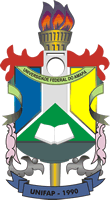 UNIVERSIDADE FEDERAL DO AMAPÁ
UNIFAP - 1990